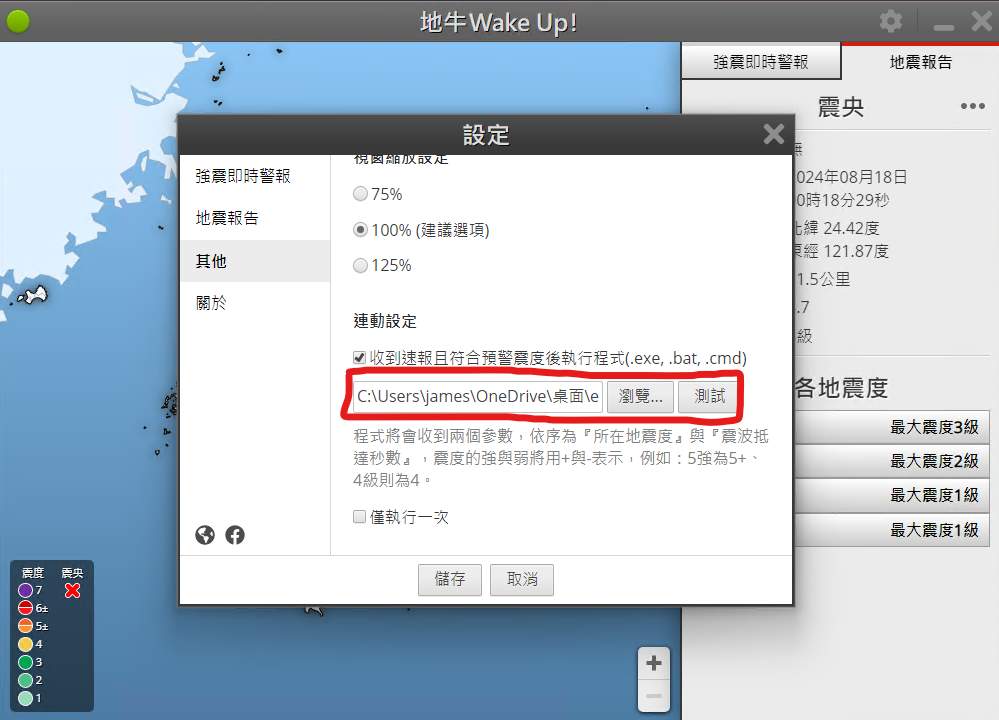 地牛Wake Up!
強震即時警報
地震報告
震央
2024年08月18日
0時18分29秒
北緯 24.42度
東經 121.87度
1.5公里
.7
級
各地震度
最大震度3級
最大震度2級
最大震度1級
最大震度1級
設定
強震即時警報
地震報告
其他
關於
視窗縮放設定
75%
100% (建議選項)
125%
連動設定
收到速報且符合預警震度後執行程式(.exe, .bat, .cmd)
C:\Users\james\OneDrive\桌面\e
瀏覽...
測試
程式將會收到兩個參數，依序為『所在地震度』與『震波抵
達秒數』，震度的強與弱將用+與-表示，例如：5強為5+、
4級則為4。
僅執行一次
儲存
取消
震度 震央
7
6±
5±
4
3
2
1